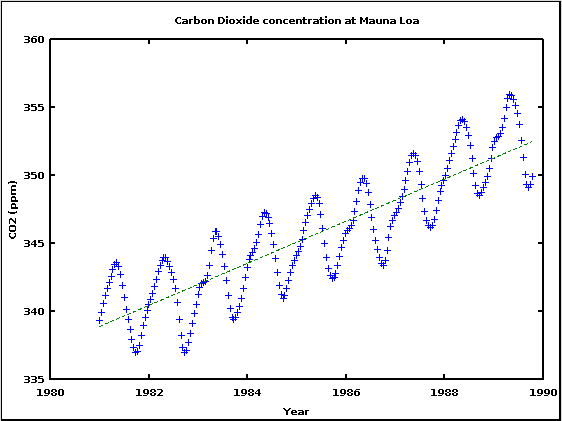 Carbon Dioxide concentration at Mauna Loa
360
355
350
345
340
335
CO2 (ppm)
1980 1982 1984 1986 1988 1990
Year